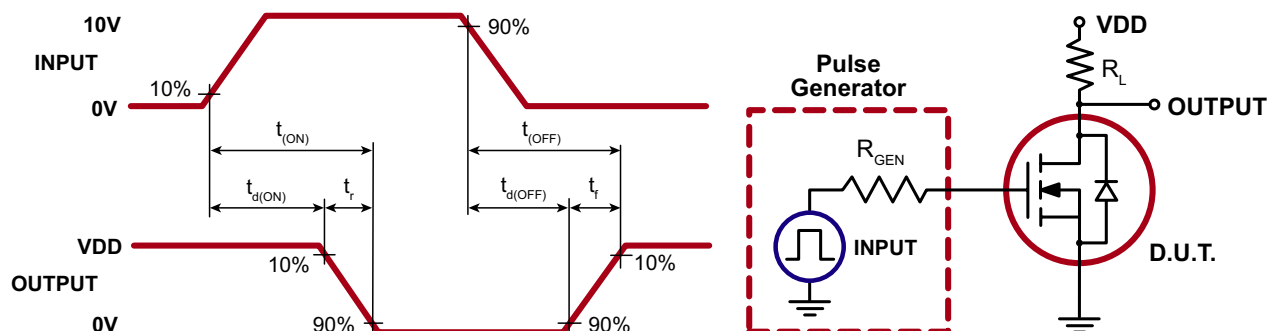 10V
INPUT
0V
10%
90%
t(ON)
t(OFF)
td(ON)
tr
td(OFF)
tf
VDD
OUTPUT
0V
10%
90%
90%
10%
Pulse
Generator
RGEN
INPUT
VDD
RL
OUTPUT
D.U.T.